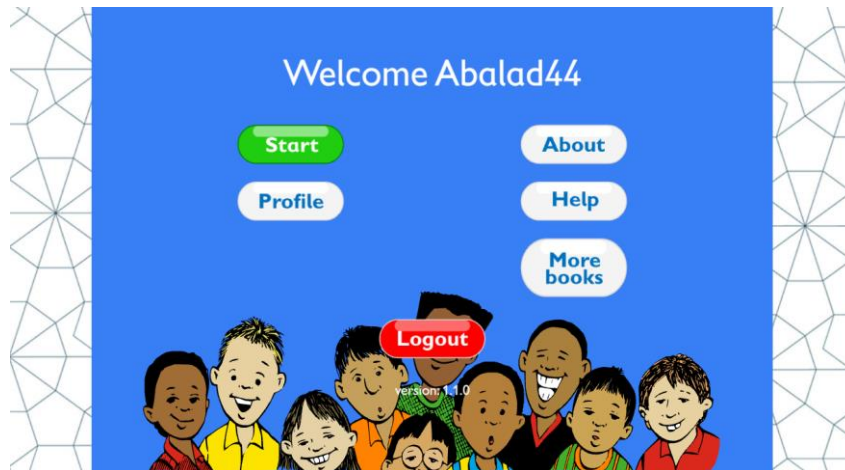 Welcome Abalad44
Start
About
Profile
Help
More
books
Logout
version: 1.1.0